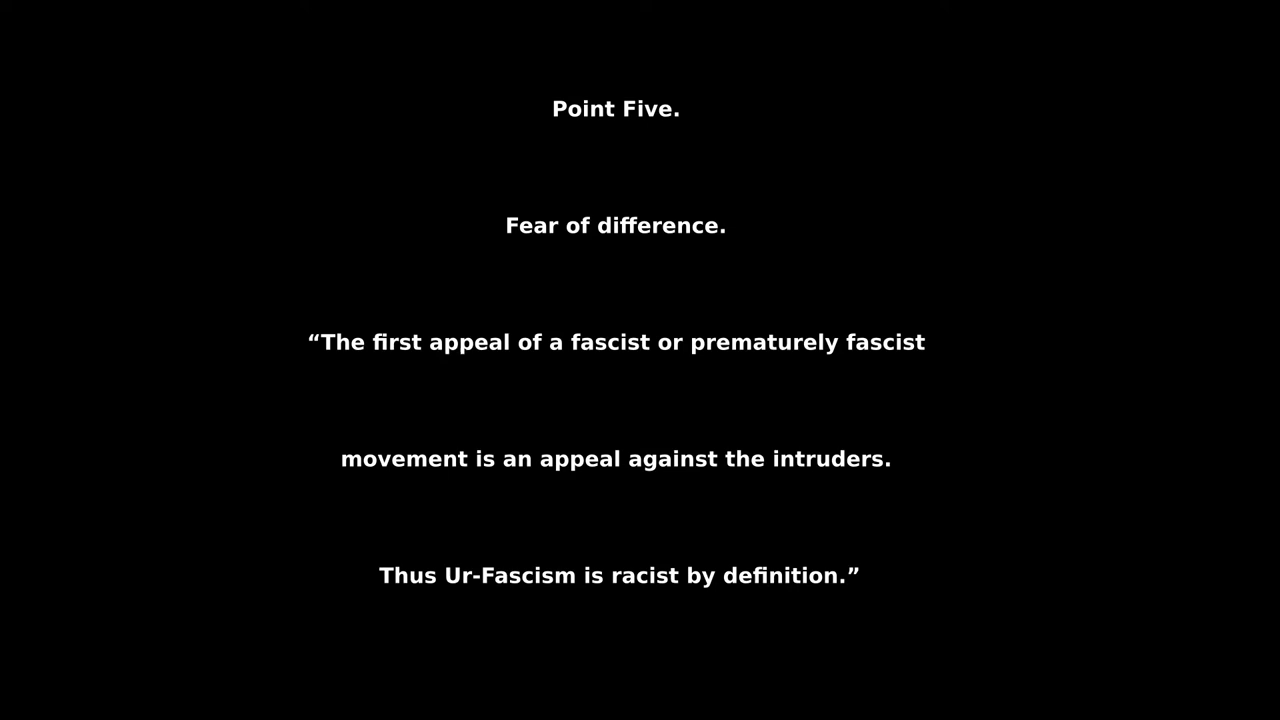 Point Five.
Fear of difference.
“The first appeal of a fascist or prematurely fascist
movement is an appeal against the intruders.
Thus Ur-Fascism is racist by definition.”